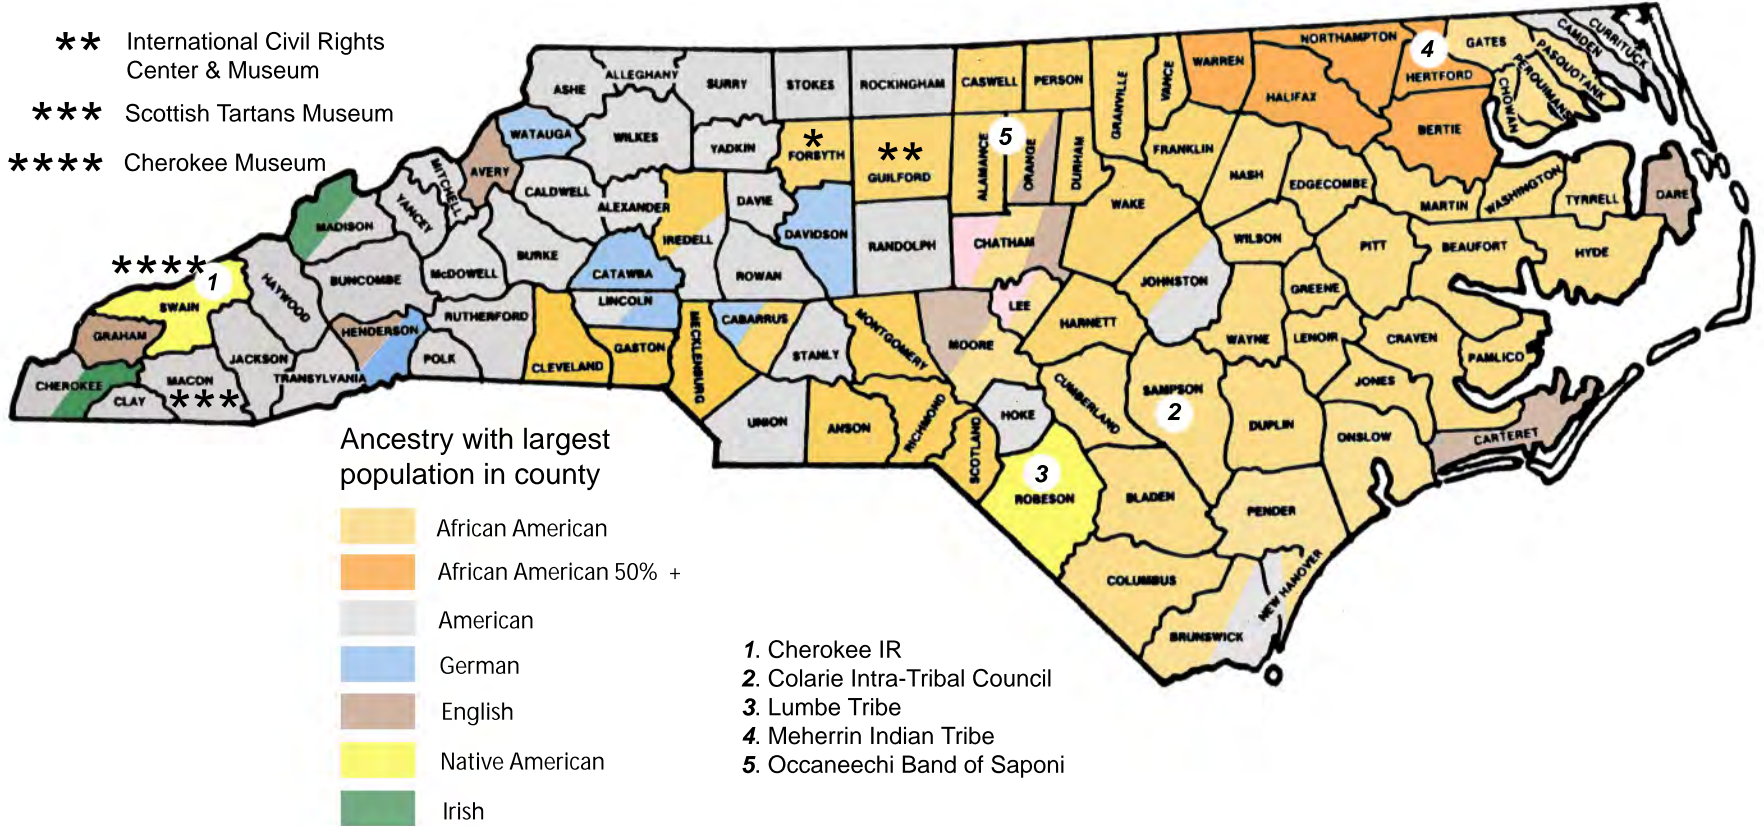 ** International Civil Rights
Center & Museum
*** Scottish Tartans Museum
**** Cherokee Museum
ASHE
ALLEGHANY
SURRY
STOKES
ROCKINGHAM
CASWELL
PERSON
GRANVILLE
VANCE
WARREN
NORTHAMPTON
4
GATES
CAMDEN
CURRITUCK
PASQUOTANK
PERQUIMANS
CHOWAN
HERTFORD
HALIFAX
BERTIE
WATAUGA
WILKES
YADKIN
*
FORSYTH
**
GUILFORD
ALAMANCE
5
ORANGE
DURHAM
FRANKLIN
NASH
EDGECOMBE
MARTIN
WASHINGTON
TYRRELL
DARE
AVERY
MITCHELL
YANCEY
MADISON
CALDWELL
ALEXANDER
IREDELL
DAVIE
DAVIDSON
RANDOLPH
CHATHAM
WAKE
JOHNSTON
WILSON
PITT
BEAUFORT
HYDE
****
1
SWAIN
HAYWOOD
BUNCOMBE
McDOWELL
BURKE
CATAWBA
ROWAN
LINCOLN
CABARRUS
LEE
GREENE
GRAHAM
HENDERSON
RUTHERFORD
CLEVELAND
GASTON
MECKLENBURG
STANLY
MONTGOMERY
MOORE
HARNETT
WAYNE
LENOIR
CRAVEN
PAMLICO
CHEROKEE
CLAY
MACON
***
JACKSON
TRANSYLVANIA
POLK
UNION
ANSON
RICHMOND
SCOTLAND
HOKE
CUMBERLAND
SAMPSON
2
DUPLIN
JONES
ONSLOW
CARTERET
3
ROBESON
BLADEN
PENDER
COLUMBUS
BRUNSWICK
NEW HANOVER
Ancestry with largest
population in county
African American
African American 50% +
American
German
English
Native American
Irish
1. Cherokee IR
2. Colarie Intra-Tribal Council
3. Lumbe Tribe
4. Meherrin Indian Tribe
5. Occaneechi Band of Saponi